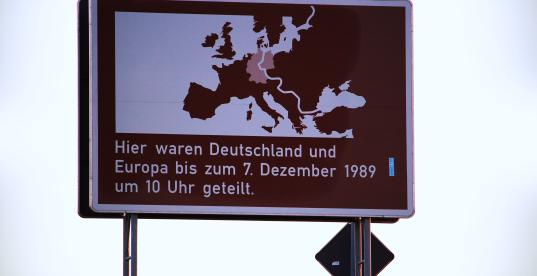 Hier waren Deutschland und
Europa bis zum 7. Dezember 1989
um 10 Uhr geteilt.